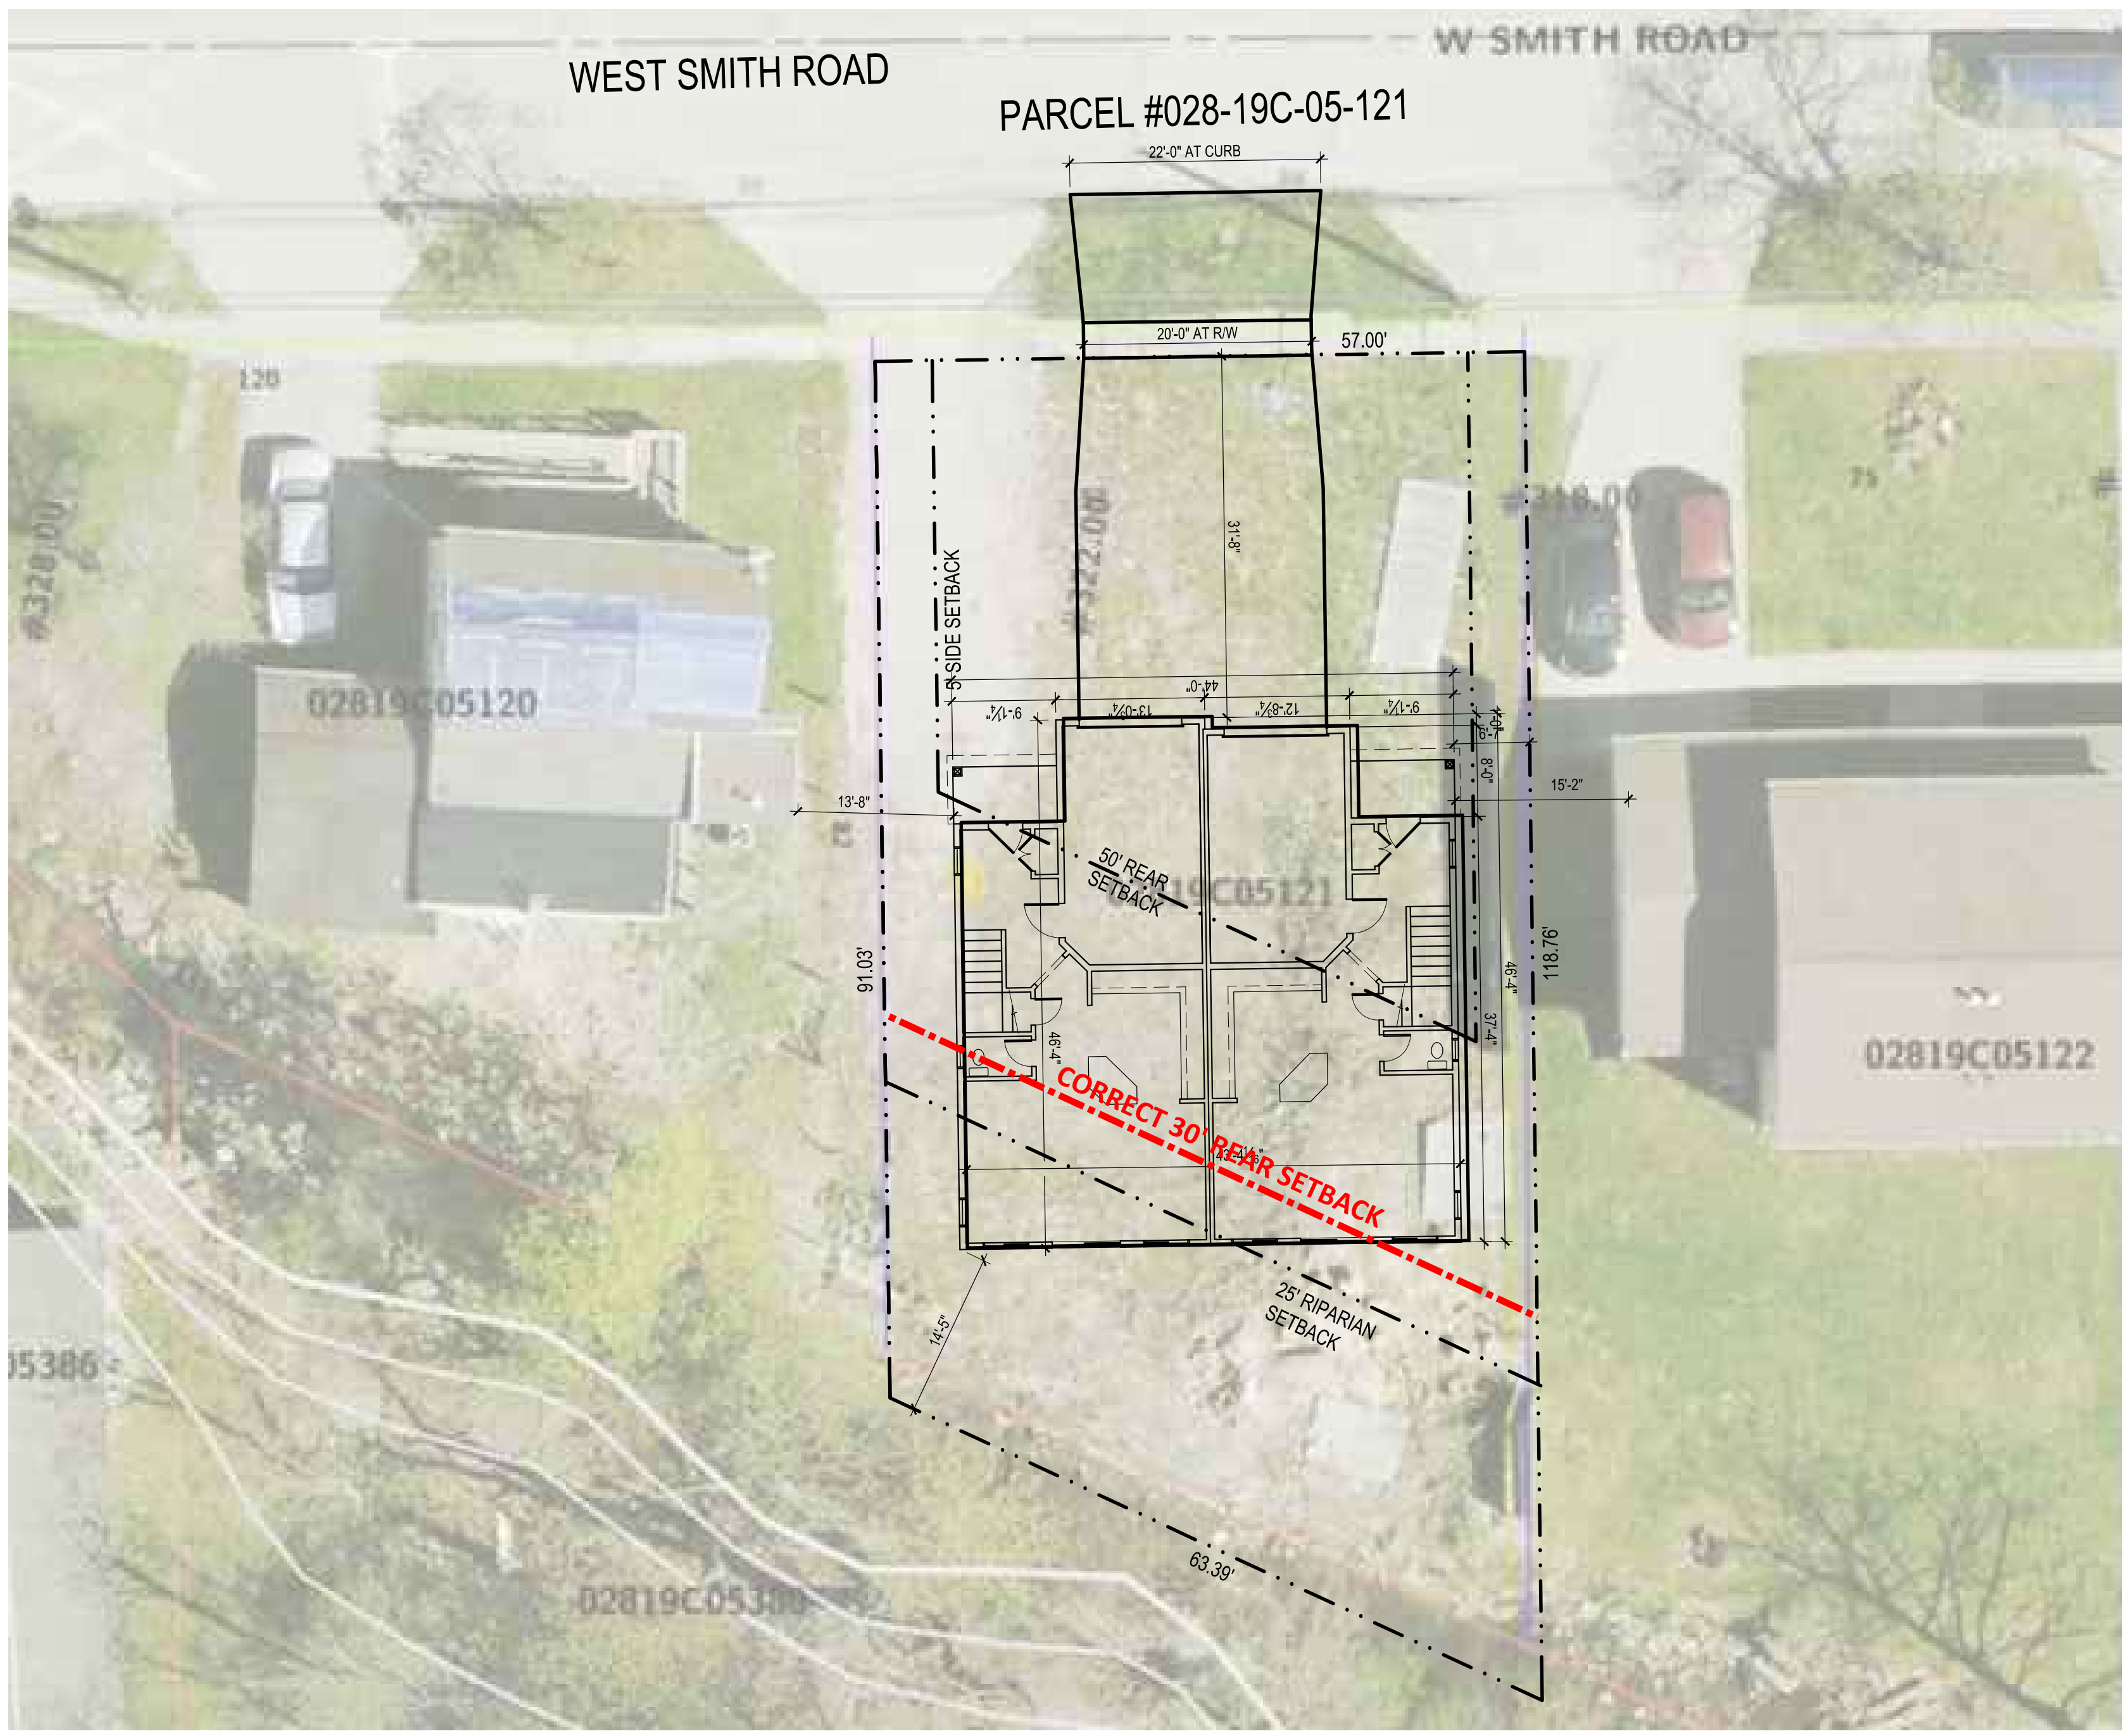 W SMITH ROAD
WEST SMITH ROAD
PARCEL #028-19C-05-121
22'-0" AT CURB
20'-0" AT R/W
57.00'
120
#328.00
#322.00
#318.00
75
31'-8"
5' SIDE SETBACK
02819C05120
44'-0"
9'-1¼"
13'-0¾"
12'-8¾"
9'-1¼"
8'-0"
13'-8"
15'-2"
50' REAR
SETBACK
19C05121
91.03'
118.76'
46'-4"
37'-4"
46'-4"
02819C05122
CORRECT 30' REAR SETBACK
25' RIPARIAN
SETBACK
14'-5"
05386
63.39'